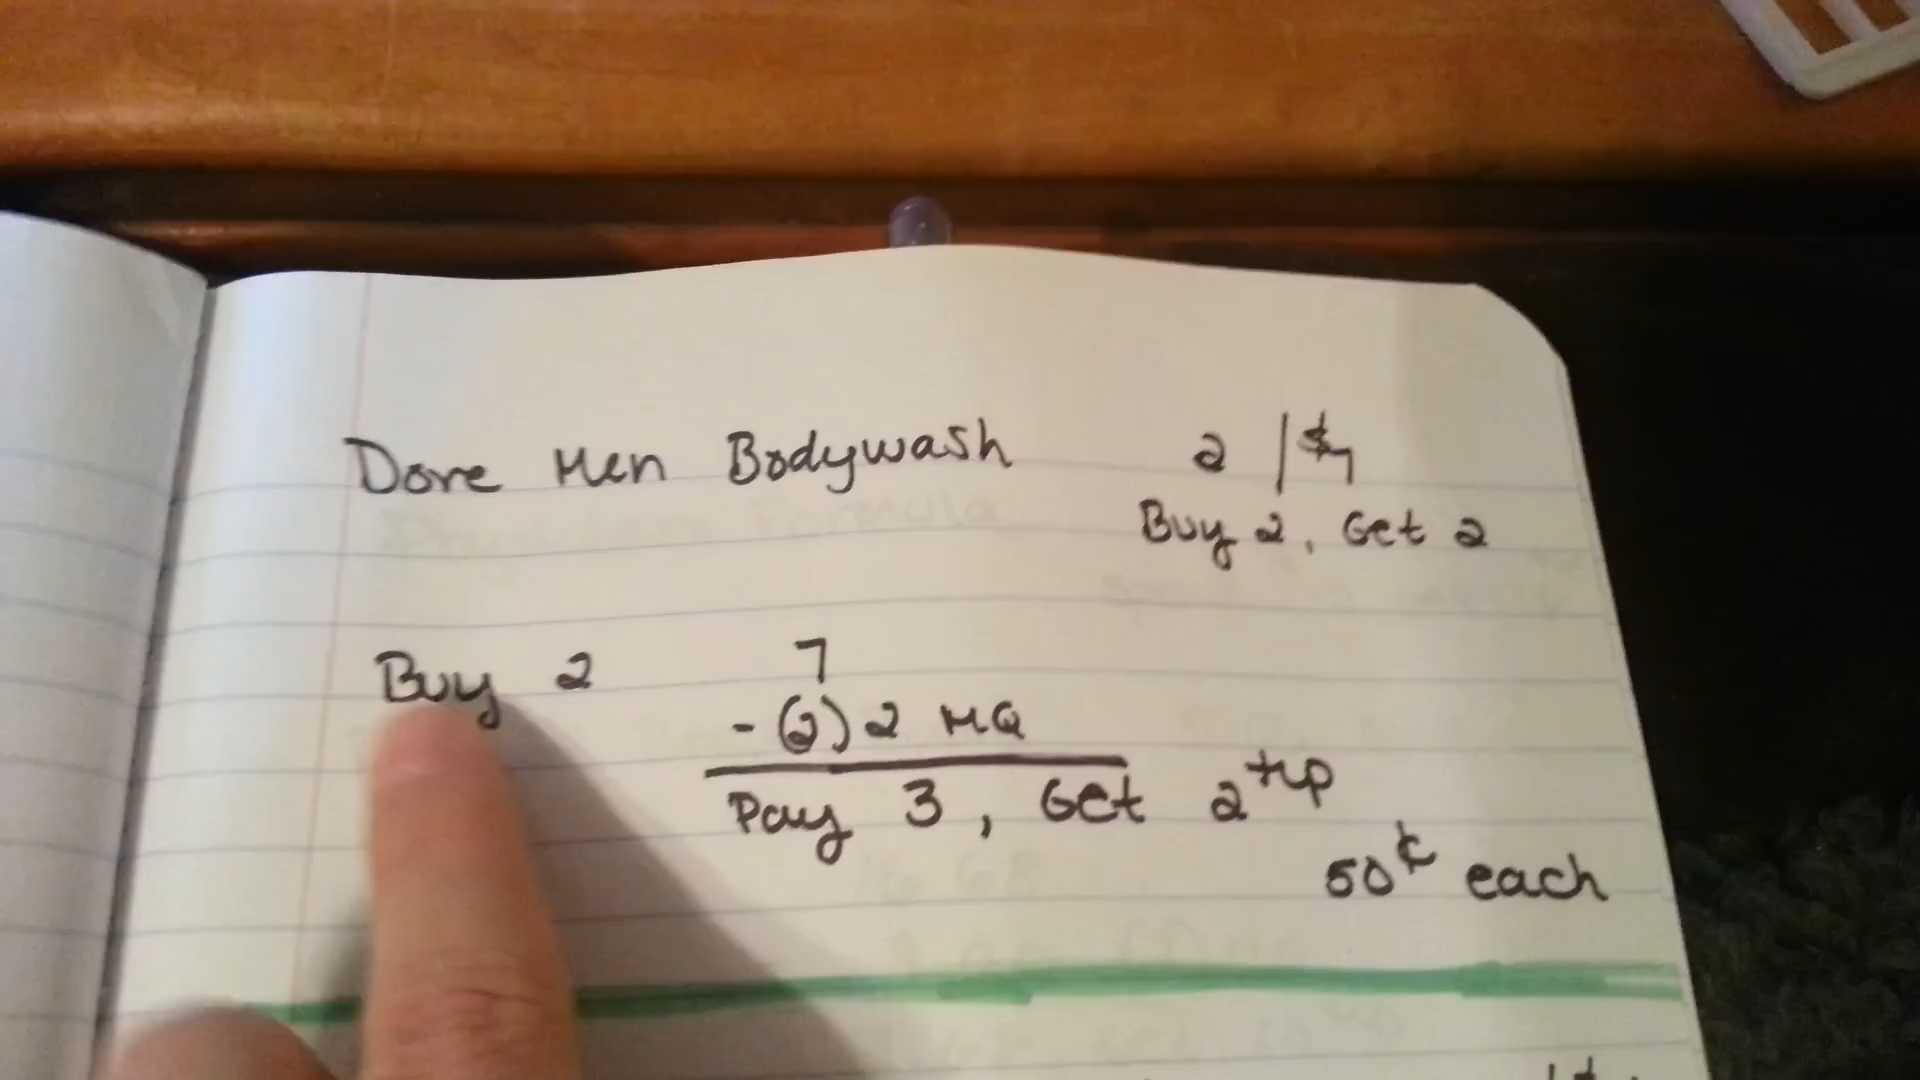 Dove Men Bodywash 2 | $7
Buy 2, Get 2
Buy 2 7
- (2) 2 MQ
Pay 3, Get 2 +up
50¢ each